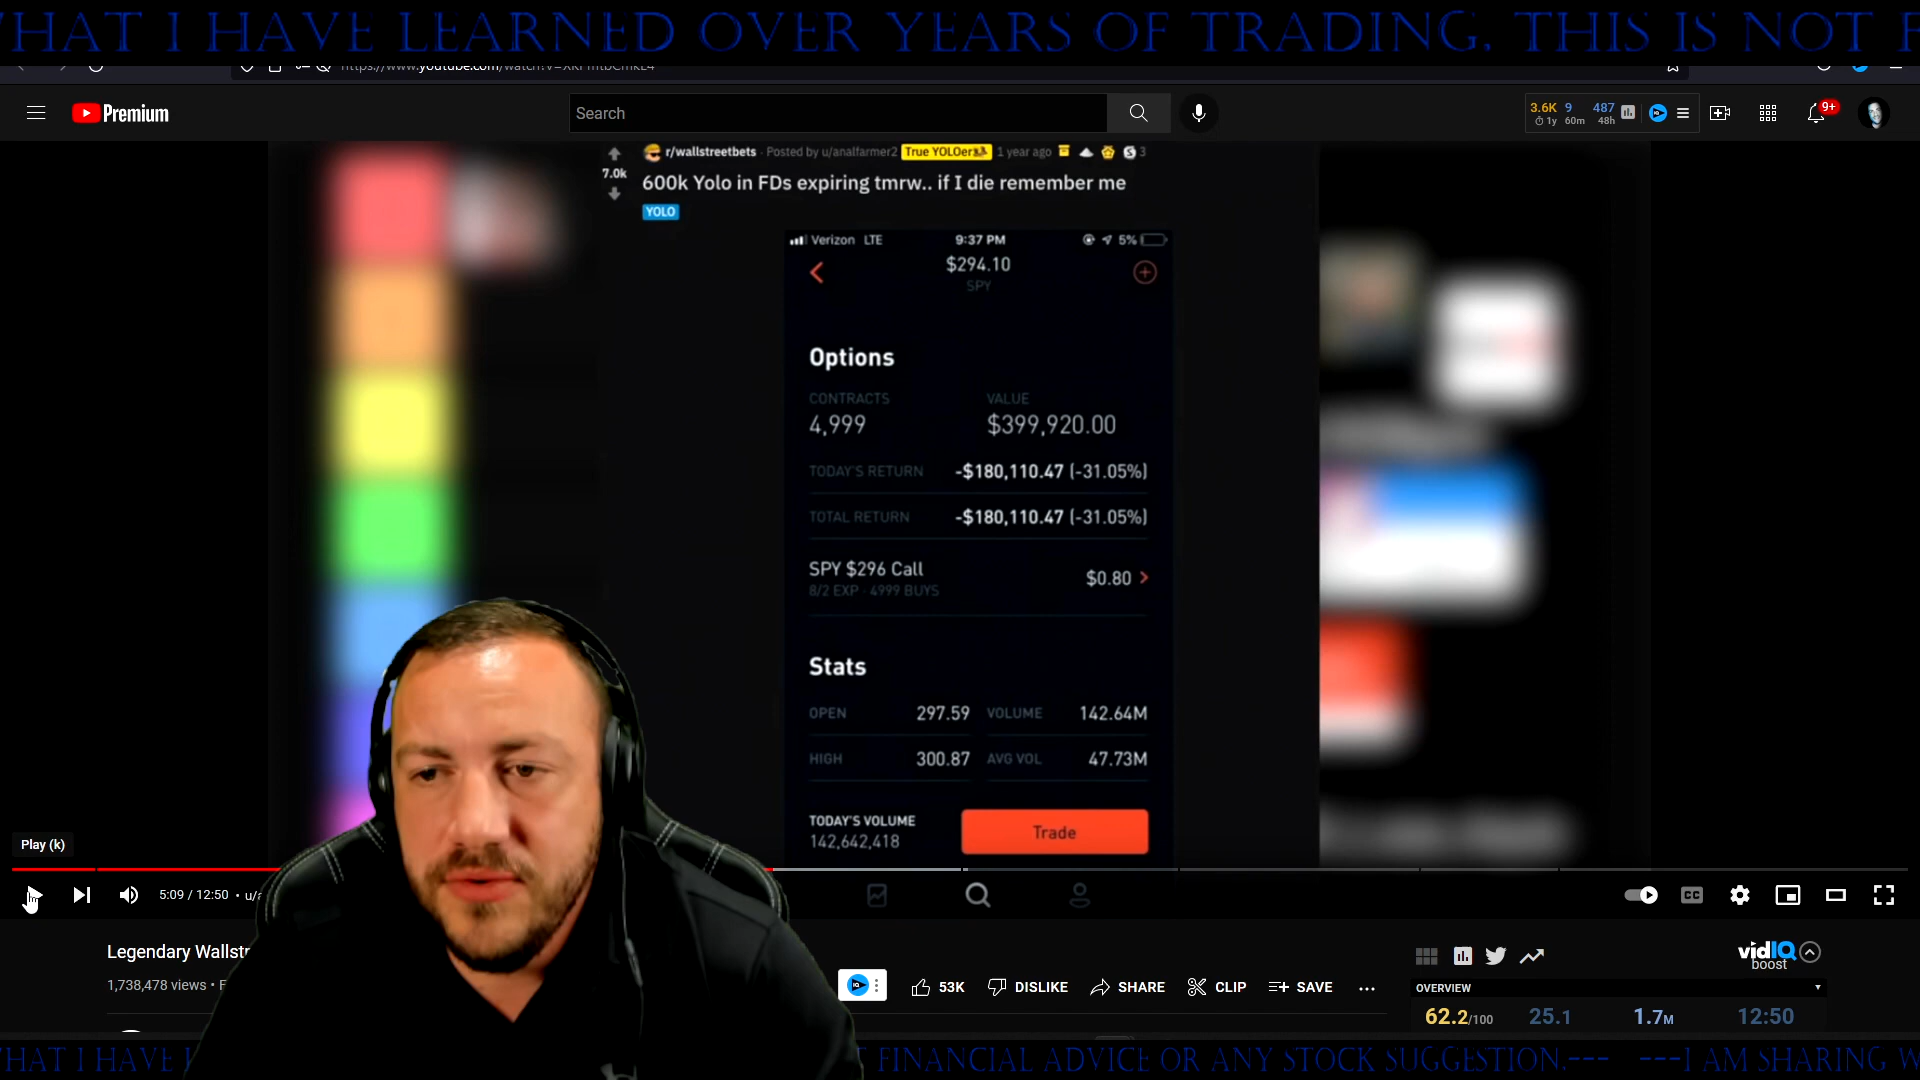 HAT I HAVE LEARNED OVER YEARS OF TRADING. THIS IS NOT F
Premium
Search
3.6K 9 487
1y 60m 48h
9+
r/wallstreetbets · Posted by u/analfarmer2 True YOLOer 1 year ago 3
7.0k
600k Yolo in FDs expiring tmrw.. if I die remember me
YOLO
Verizon LTE 9:37 PM 5%
$294.10
SPY
Options
CONTRACTS VALUE
4,999 $399,920.00
TODAY'S RETURN -$180,110.47 (-31.05%)
TOTAL RETURN -$180,110.47 (-31.05%)
SPY $296 Call $0.80
8/2 EXP · 4999 BUYS
Stats
OPEN 297.59 VOLUME 142.64M
HIGH 300.87 AVG VOL 47.73M
TODAY'S VOLUME
142,642,418
Trade
Play (k)
5:09 / 12:50 • u/a
CC
Legendary Wallstr
1,738,478 views • F
53K DISLIKE SHARE CLIP SAVE
vidIQ
boost
OVERVIEW
62.2/100 25.1 1.7M 12:50
HAT I HAVE FINANCIAL ADVICE OR ANY STOCK SUGGESTION.--- ---I AM SHARING W